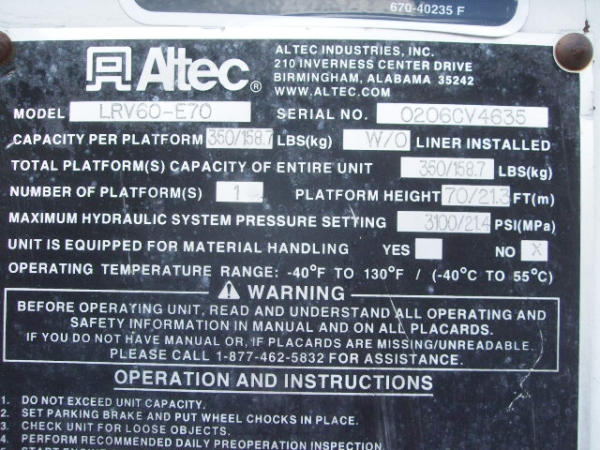 670-40235 F
Altec®
ALTEC INDUSTRIES, INC.
210 INVERNESS CENTER DRIVE
BIRMINGHAM, ALABAMA 35242
WWW.ALTEC.COM
MODEL LRV60-E70 SERIAL NO. 0206CV4635
CAPACITY PER PLATFORM 350/158.7 LBS(kg) W/O LINER INSTALLED
TOTAL PLATFORM(S) CAPACITY OF ENTIRE UNIT 350/158.7 LBS(kg)
NUMBER OF PLATFORM(S) 1 PLATFORM HEIGHT 70/21.3 FT(m)
MAXIMUM HYDRAULIC SYSTEM PRESSURE SETTING 3100/21.4 PSI(MPa)
UNIT IS EQUIPPED FOR MATERIAL HANDLING YES NO X
OPERATING TEMPERATURE RANGE: -40°F TO 130°F / (-40°C TO 55°C)
WARNING
BEFORE OPERATING UNIT, READ AND UNDERSTAND ALL OPERATING AND
SAFETY INFORMATION IN MANUAL AND ON ALL PLACARDS.
IF YOU DO NOT HAVE MANUAL OR, IF PLACARDS ARE MISSING/UNREADABLE.
PLEASE CALL 1-877-462-5832 FOR ASSISTANCE.
OPERATION AND INSTRUCTIONS
1. DO NOT EXCEED UNIT CAPACITY.
2. SET PARKING BRAKE AND PUT WHEEL CHOCKS IN PLACE.
3. CHECK UNIT FOR LOOSE OBJECTS.
4. PERFORM RECOMMENDED DAILY PREOPERATION INSPECTION